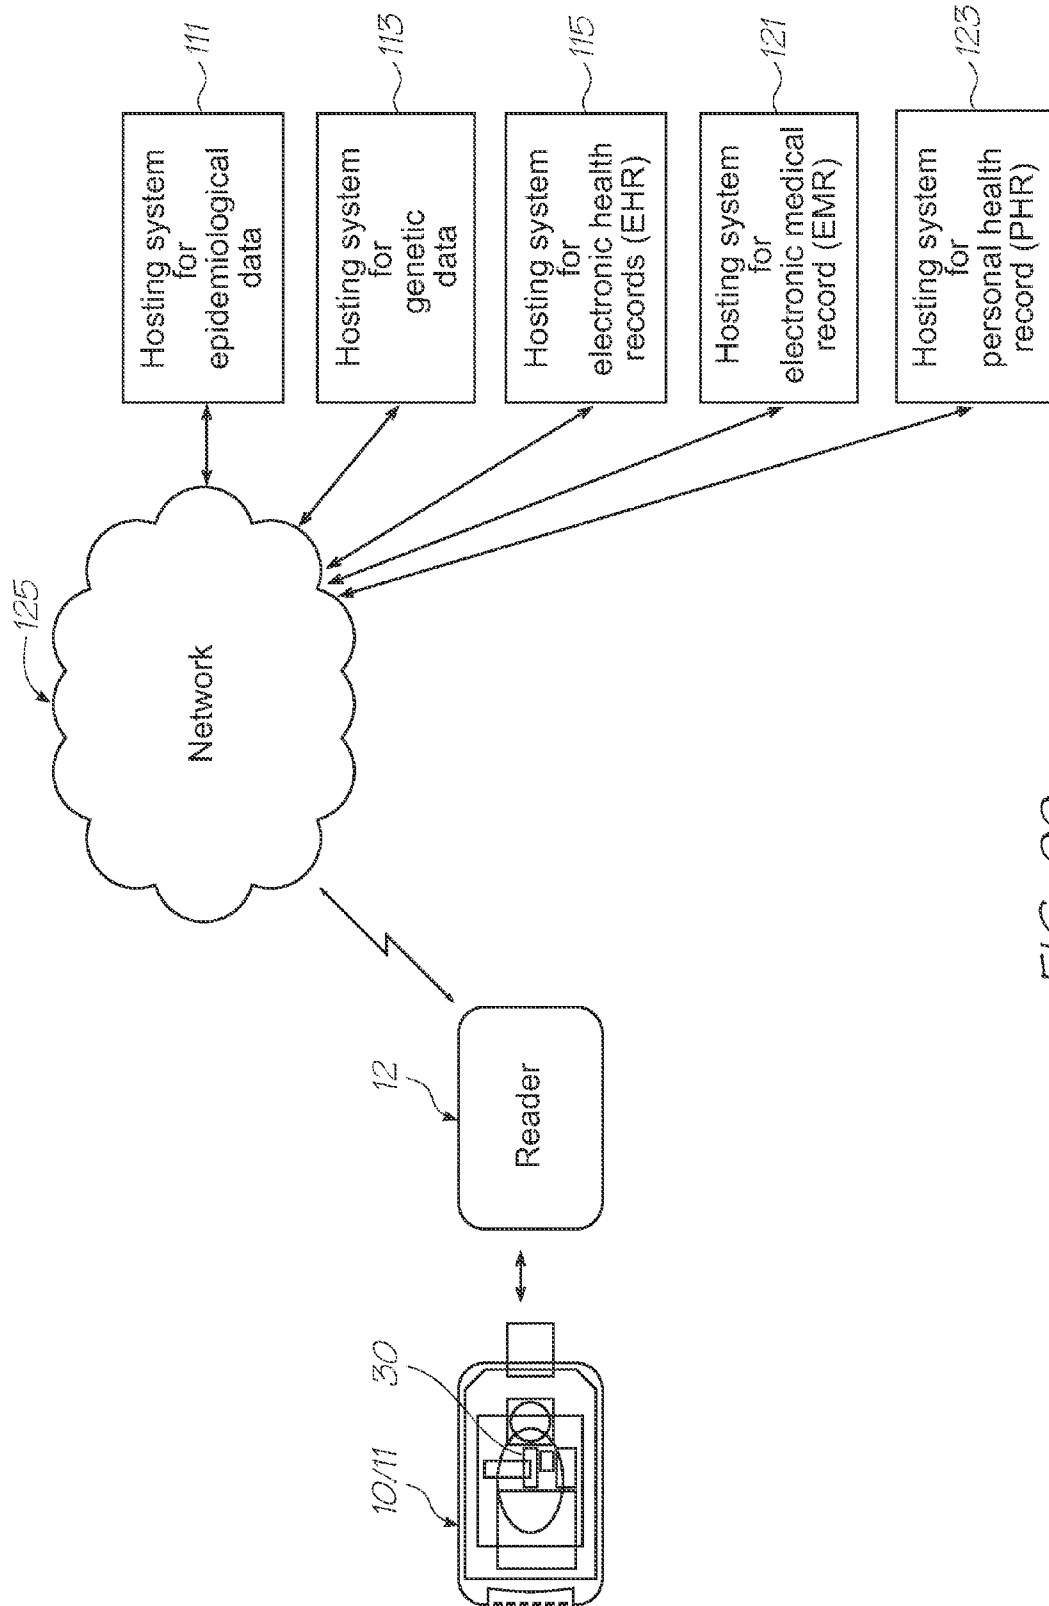 111
Hosting system
for
epidemiological
data
113
Hosting system
for
genetic
data
115
Hosting system
for
electronic health
records (EHR)
121
Hosting system
for
electronic medical
record (EMR)
123
Hosting system
for
personal health
record (PHR)
125
Network
12
Reader
30
10/11